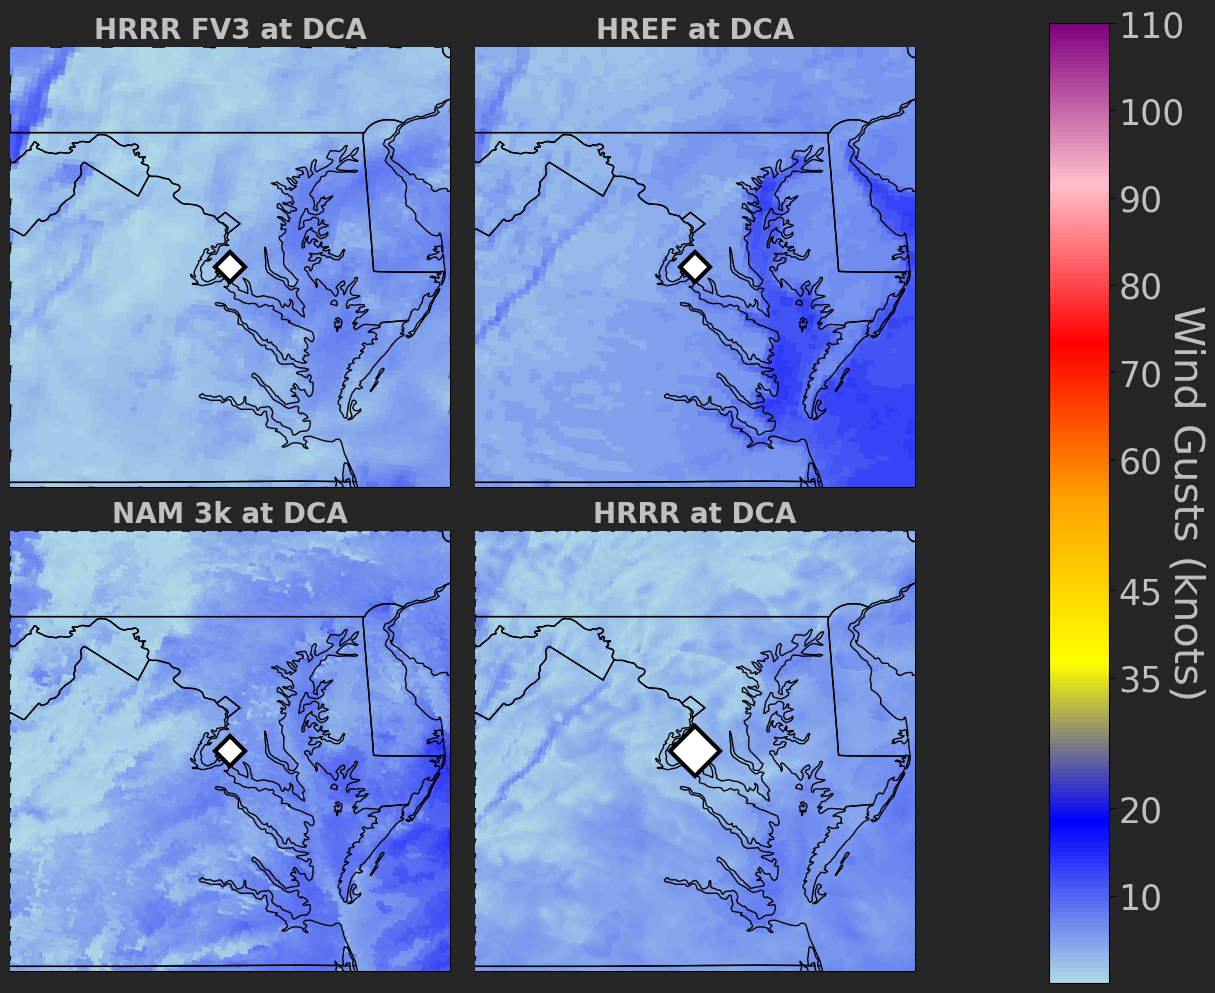 HRRR FV3 at DCA
HREF at DCA
NAM 3k at DCA
HRRR at DCA
110
100
90
80
70
60
45
35
20
10
Wind Gusts (knots)